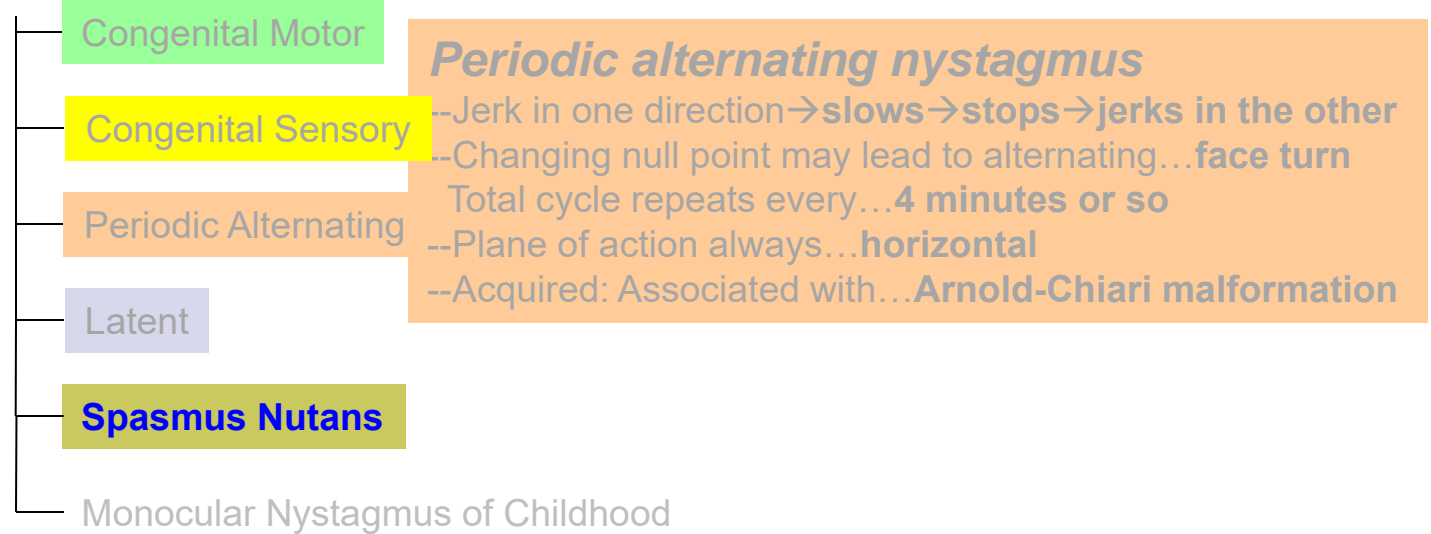 Congenital Motor
Congenital Sensory
Periodic Alternating
Latent
Spasmus Nutans
Monocular Nystagmus of Childhood
Periodic alternating nystagmus
--Jerk in one direction→slows→stops→jerks in the other
--Changing null point may lead to alternating…face turn
Total cycle repeats every…4 minutes or so
--Plane of action always…horizontal
--Acquired: Associated with…Arnold-Chiari malformation